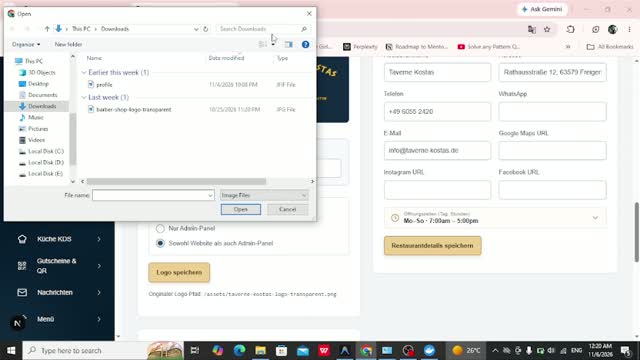 Open
Ask Gemini
This PC > Downloads
Search Downloads
Organize
New folder
This PC
3D Objects
Desktop
Documents
Downloads
Music
Pictures
Videos
Local Disk (C:)
Local Disk (D:)
Local Disk (E:)
Date modified
Type
Earlier this week (1)
profile
11/4/2026 10:08 PM
JFIF File
Last week (1)
barber-shop-logo-transparent
10/25/2026 11:20 PM
JPG File
File name:
Image Files
Open
Cancel
Perplexity
Roadmap to Mento...
Solve any Pattern Q...
All Bookmarks
KOSTAS
Taverne Kostas
Rathausstraße 12, 63579 Freiger
Telefon
WhatsApp
+49 6055 2420
E-Mail
Google Maps URL
info@taverne-kostas.de
Instagram URL
Facebook URL
Öffnungszeiten (Tag, Stunden)
Mo–So · 7:00am – 5:00pm
Restaurantdetails speichern
Nur Admin-Panel
Sowohl Website als auch Admin-Panel
Logo speichern
Originaler Logo-Pfad: /assets/taverne-kostas-logo-transparent.png
Küche KDS
Gutscheine &
QR
Nachrichten
Menü
N
Type here to search
26°C
ENG
12:20 AM
11/6/2026